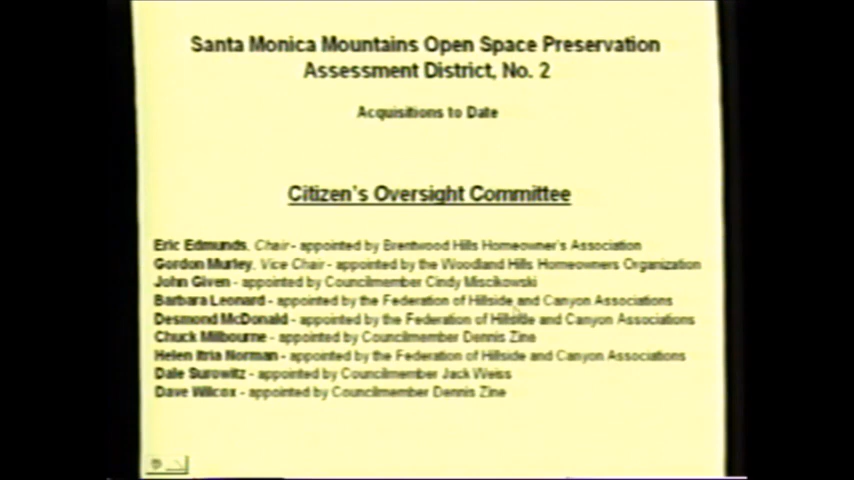 Santa Monica Mountains Open Space Preservation
Assessment District, No. 2
Acquisitions to Date
Citizen's Oversight Committee
Eric Edmunds, Chair - appointed by Brentwood Hills Homeowner's Association
Gordon Murley, Vice Chair - appointed by the Woodland Hills Homeowners Organization
John Given - appointed by Councilmember Cindy Miscikowski
Barbara Leonard - appointed by the Federation of Hillside and Canyon Associations
Desmond McDonald - appointed by the Federation of Hillside and Canyon Associations
Chuck Milbourne - appointed by Councilmember Dennis Zine
Helen Itria Norman - appointed by the Federation of Hillside and Canyon Associations
Dale Surowitz - appointed by Councilmember Jack Weiss
Dave Wilcox - appointed by Councilmember Dennis Zine